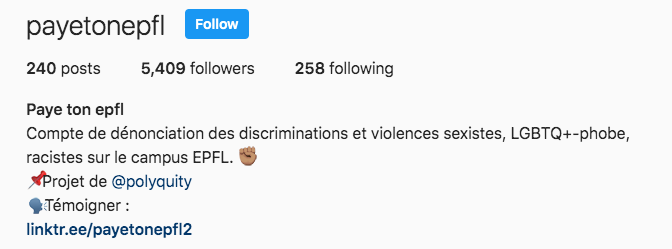 payetonepfl Follow
240 posts 5,409 followers 258 following
Paye ton epfl
Compte de dénonciation des discriminations et violences sexistes, LGBTQ+-phobe,
racistes sur le campus EPFL. ✊🏽
📌Projet de @polyquity
🗣Témoigner :
linktr.ee/payetonepfl2